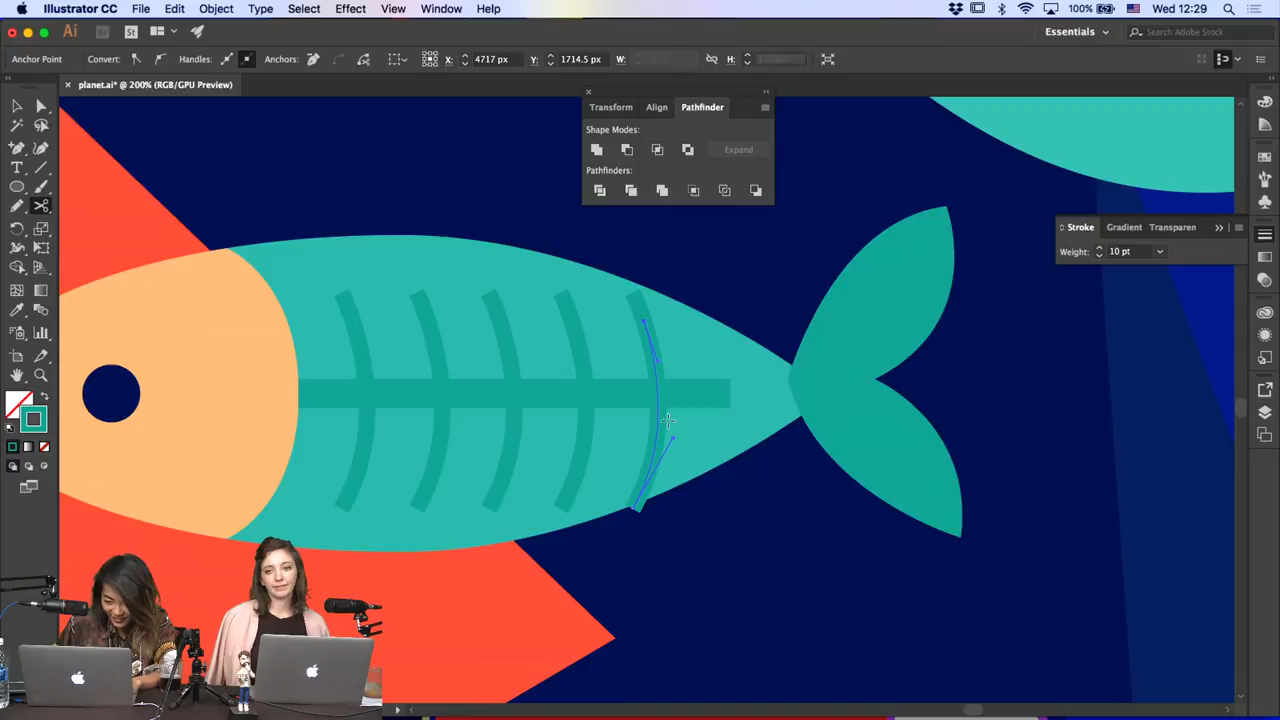 Illustrator CC File Edit Object Type Select Effect View Window Help 100% Wed 12:29
Ai Br St Essentials Search Adobe Stock
Anchor Point Convert: Handles: Anchors: X: 4717 px Y: 1714.5 px W: H:
× planet.ai* @ 200% (RGB/GPU Preview)
Transform Align Pathfinder
Shape Modes:
Expand
Pathfinders:
Stroke Gradient Transparen
Weight: 10 pt